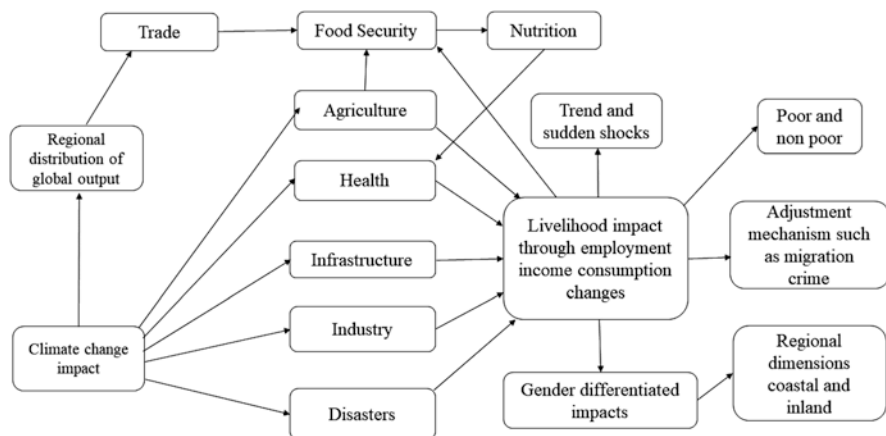 Trade
Food Security
Nutrition
Agriculture
Trend and
sudden shocks
Poor and
non poor
Regional
distribution of
global output
Health
Livelihood impact
through employment
income consumption
changes
Adjustment
mechanism such
as migration
crime
Infrastructure
Industry
Climate change
impact
Disasters
Gender differentiated
impacts
Regional
dimensions
coastal and
inland